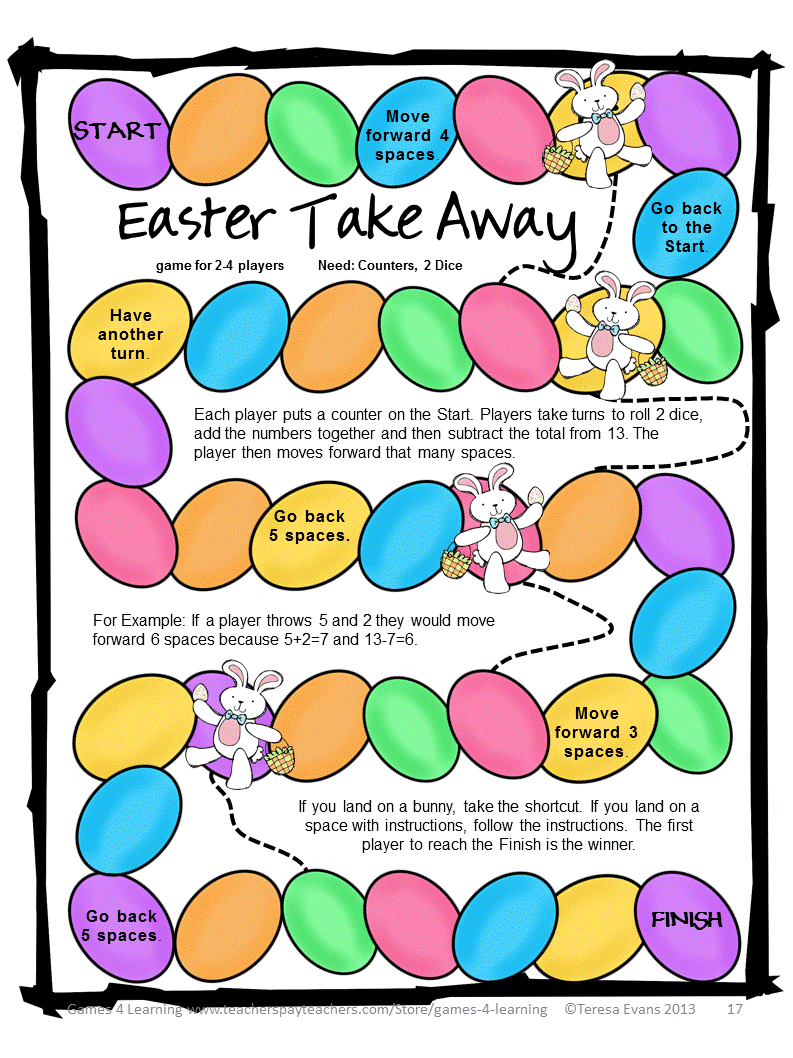 START
Move
forward 4
spaces.
Easter Take Away
Go back
to the
Start.
game for 2-4 players Need: Counters, 2 Dice
Have
another
turn.
Each player puts a counter on the Start. Players take turns to roll 2 dice,
add the numbers together and then subtract the total from 13. The
player then moves forward that many spaces.
Go back
5 spaces.
For Example: If a player throws 5 and 2 they would move
forward 6 spaces because 5+2=7 and 13-7=6.
Move
forward 3
spaces.
If you land on a bunny, take the shortcut. If you land on a
space with instructions, follow the instructions. The first
player to reach the Finish is the winner.
Go back
5 spaces.
FINISH
Games 4 Learning www.teacherspayteachers.com/Store/games-4-learning ©Teresa Evans 2013 17